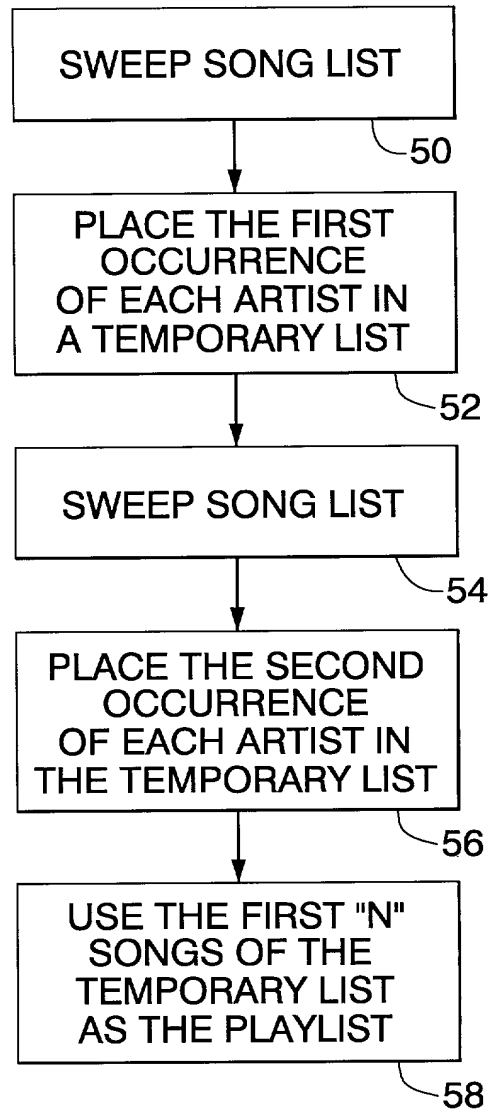 SWEEP SONG LIST
50
PLACE THE FIRST
OCCURRENCE
OF EACH ARTIST IN
A TEMPORARY LIST
52
SWEEP SONG LIST
54
PLACE THE SECOND
OCCURRENCE
OF EACH ARTIST IN
THE TEMPORARY LIST
56
USE THE FIRST "N"
SONGS OF THE
TEMPORARY LIST
AS THE PLAYLIST
58